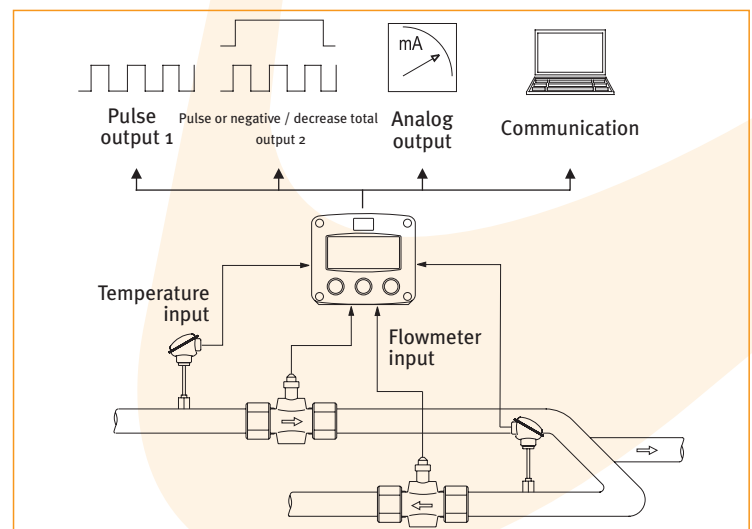 mA
Pulse
output 1
Pulse or negative / decrease total
output 2
Analog
output
Communication
Temperature
input
Flowmeter
input